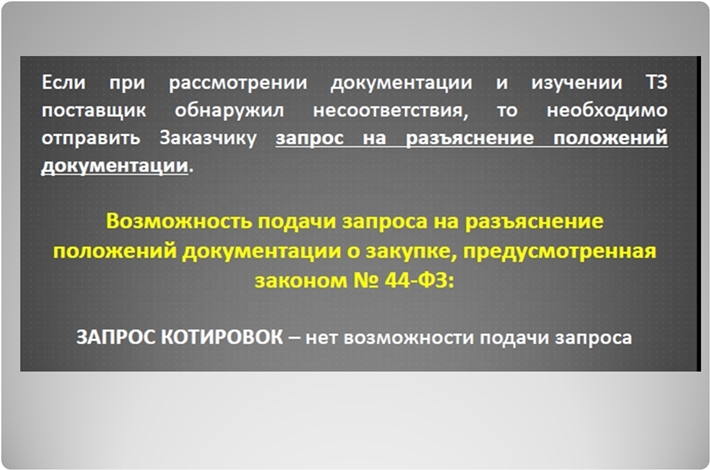 Если при рассмотрении документации и изучении ТЗ
поставщик обнаружил несоответствия, то необходимо
отправить Заказчику запрос на разъяснение положений
документации.
Возможность подачи запроса на разъяснение
положений документации о закупке, предусмотренная
законом № 44-ФЗ:
ЗАПРОС КОТИРОВОК – нет возможности подачи запроса